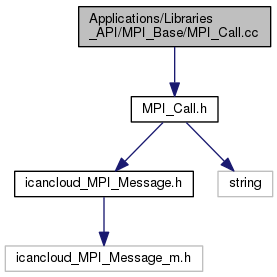 Applications/Libraries
_API/MPI_Base/MPI_Call.cc
MPI_Call.h
icancloud_MPI_Message.h
string
icancloud_MPI_Message_m.h